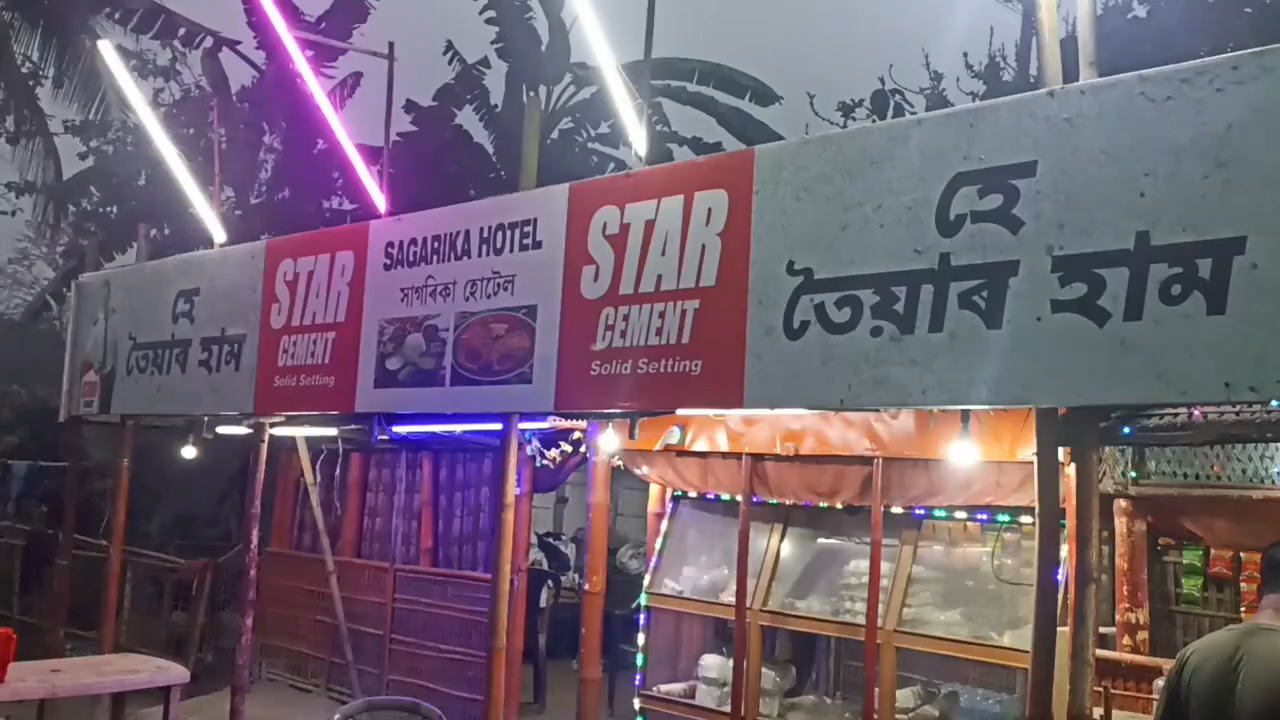 হে
তৈয়াৰ হাম
STAR
CEMENT
Solid Setting
SAGARIKA HOTEL
সাগৰিকা হোটেল
STAR
CEMENT
Solid Setting
হে
তৈয়াৰ হাম